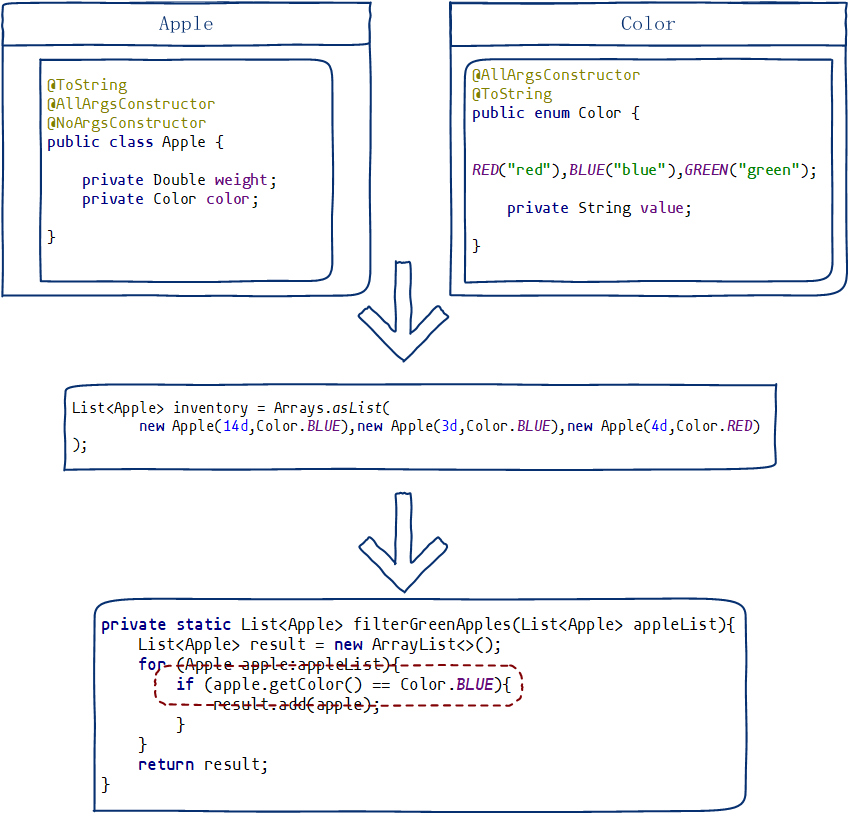 Apple
@ToString
@AllArgsConstructor
@NoArgsConstructor
public class Apple {
private Double weight;
private Color color;
}
Color
@AllArgsConstructor
@ToString
public enum Color {
RED("red"),BLUE("blue"),GREEN("green");
private String value;
}
List<Apple> inventory = Arrays.asList(
new Apple(14d,Color.BLUE),new Apple(3d,Color.BLUE),new Apple(4d,Color.RED)
);
private static List<Apple> filterGreenApples(List<Apple> appleList){
List<Apple> result = new ArrayList<>();
for (Apple apple:appleList){
if (apple.getColor() == Color.BLUE){
result.add(apple);
}
}
return result;
}